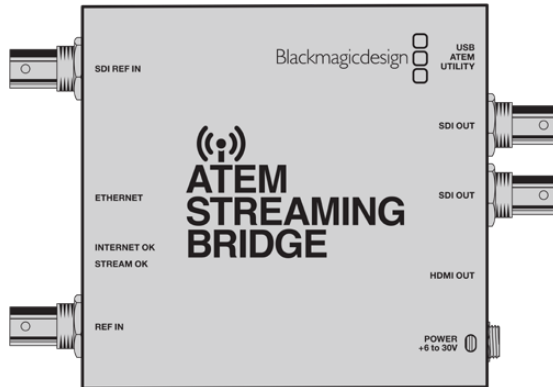 Blackmagicdesign
USB
ATEM
UTILITY
SDI REF IN
SDI OUT
ATEM
STREAMING
BRIDGE
ETHERNET
SDI OUT
INTERNET OK
STREAM OK
HDMI OUT
REF IN
POWER
+6 to 30V